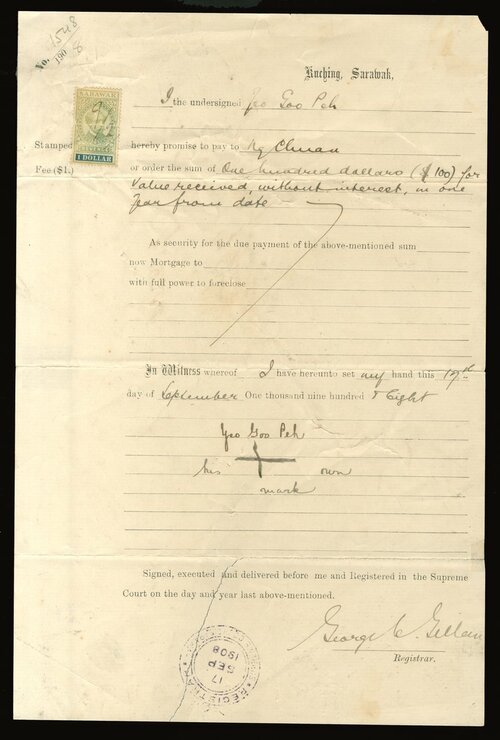 No. 1548
190 8
Kuching, Sarawak,
SARAWAK
1 DOLLAR
I the undersigned Yeo Goo Peh
Stamped hereby promise to pay to Ng Chuan
Fee ($1.) or order the sum of One hundred dollars ($100) for
value received, without interest, in one
year from date
As security for the due payment of the above-mentioned sum
now Mortgage to
with full power to foreclose
In Witness whereof I have hereunto set my hand this 17th
day of September One thousand nine hundred & Eight
Yeo Goo Peh
his own
mark
Signed, executed and delivered before me and Registered in the Supreme
Court on the day and year last above-mentioned.
George C.
Registrar.
17
SEP
1908